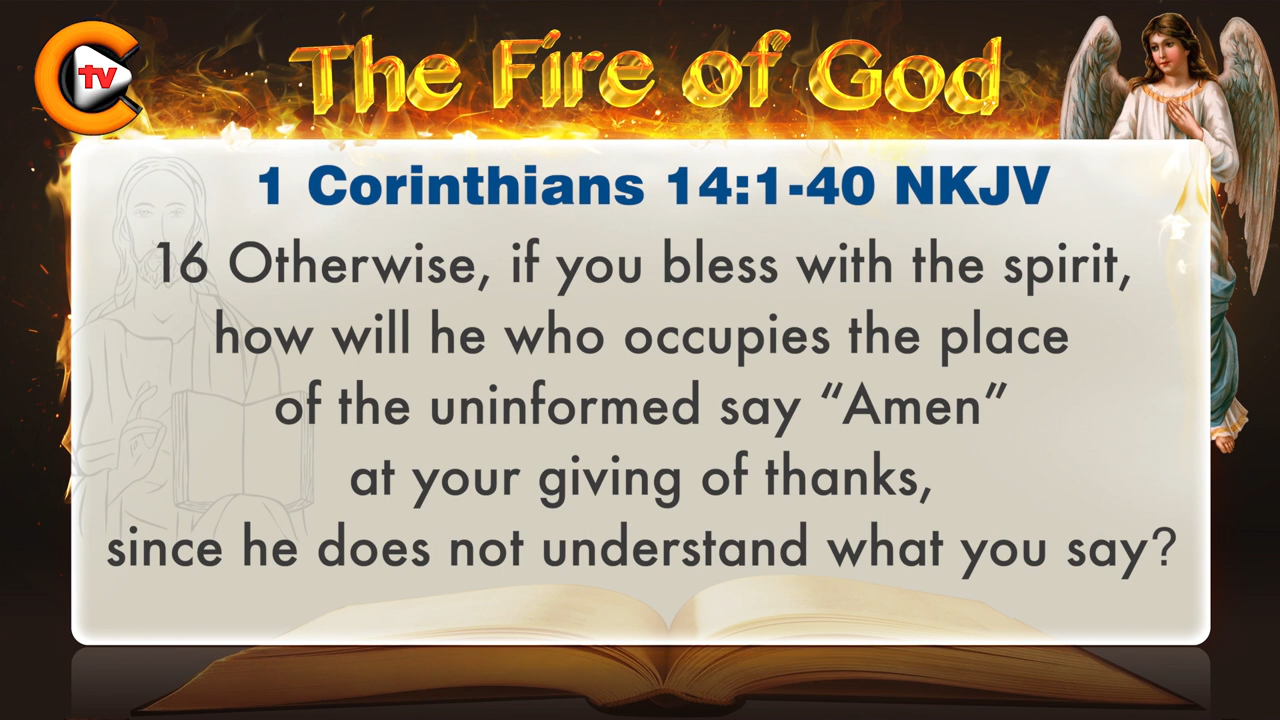 tv
The Fire of God
1 Corinthians 14:1-40 NKJV
16 Otherwise, if you bless with the spirit,
how will he who occupies the place
of the uninformed say “Amen”
at your giving of thanks,
since he does not understand what you say?